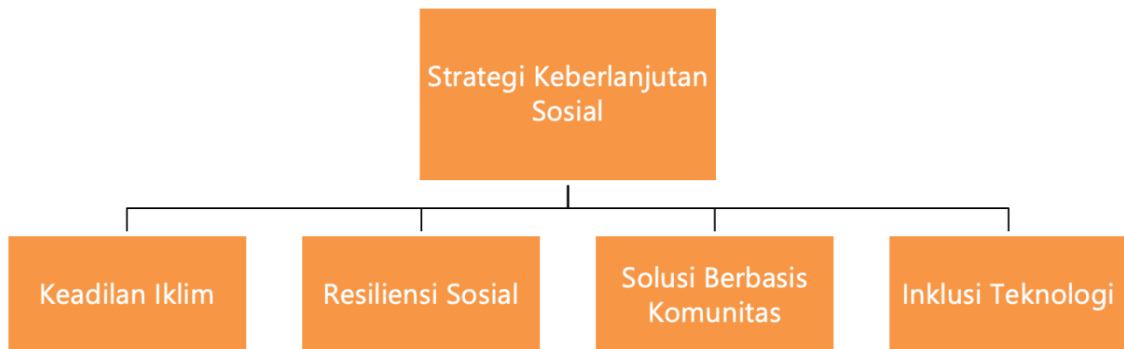 Strategi Keberlanjutan
Sosial
Keadilan Iklim
Resiliensi Sosial
Solusi Berbasis
Komunitas
Inklusi Teknologi